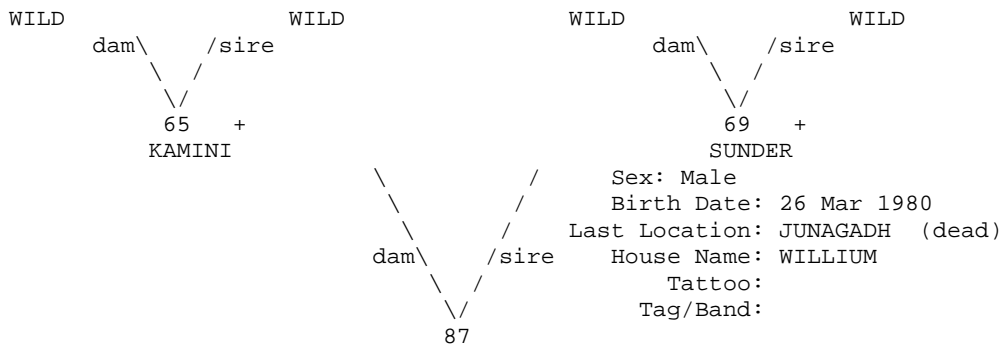 WILD WILD WILD WILD
dam\ /sire dam\ /sire
\ / \ /
\/ \/
65 + 69 +
KAMINI SUNDER
\ / Sex: Male
\ / Birth Date: 26 Mar 1980
\ / Last Location: JUNAGADH (dead)
dam\ /sire House Name: WILLIUM
\ / Tattoo:
\/ Tag/Band:
87